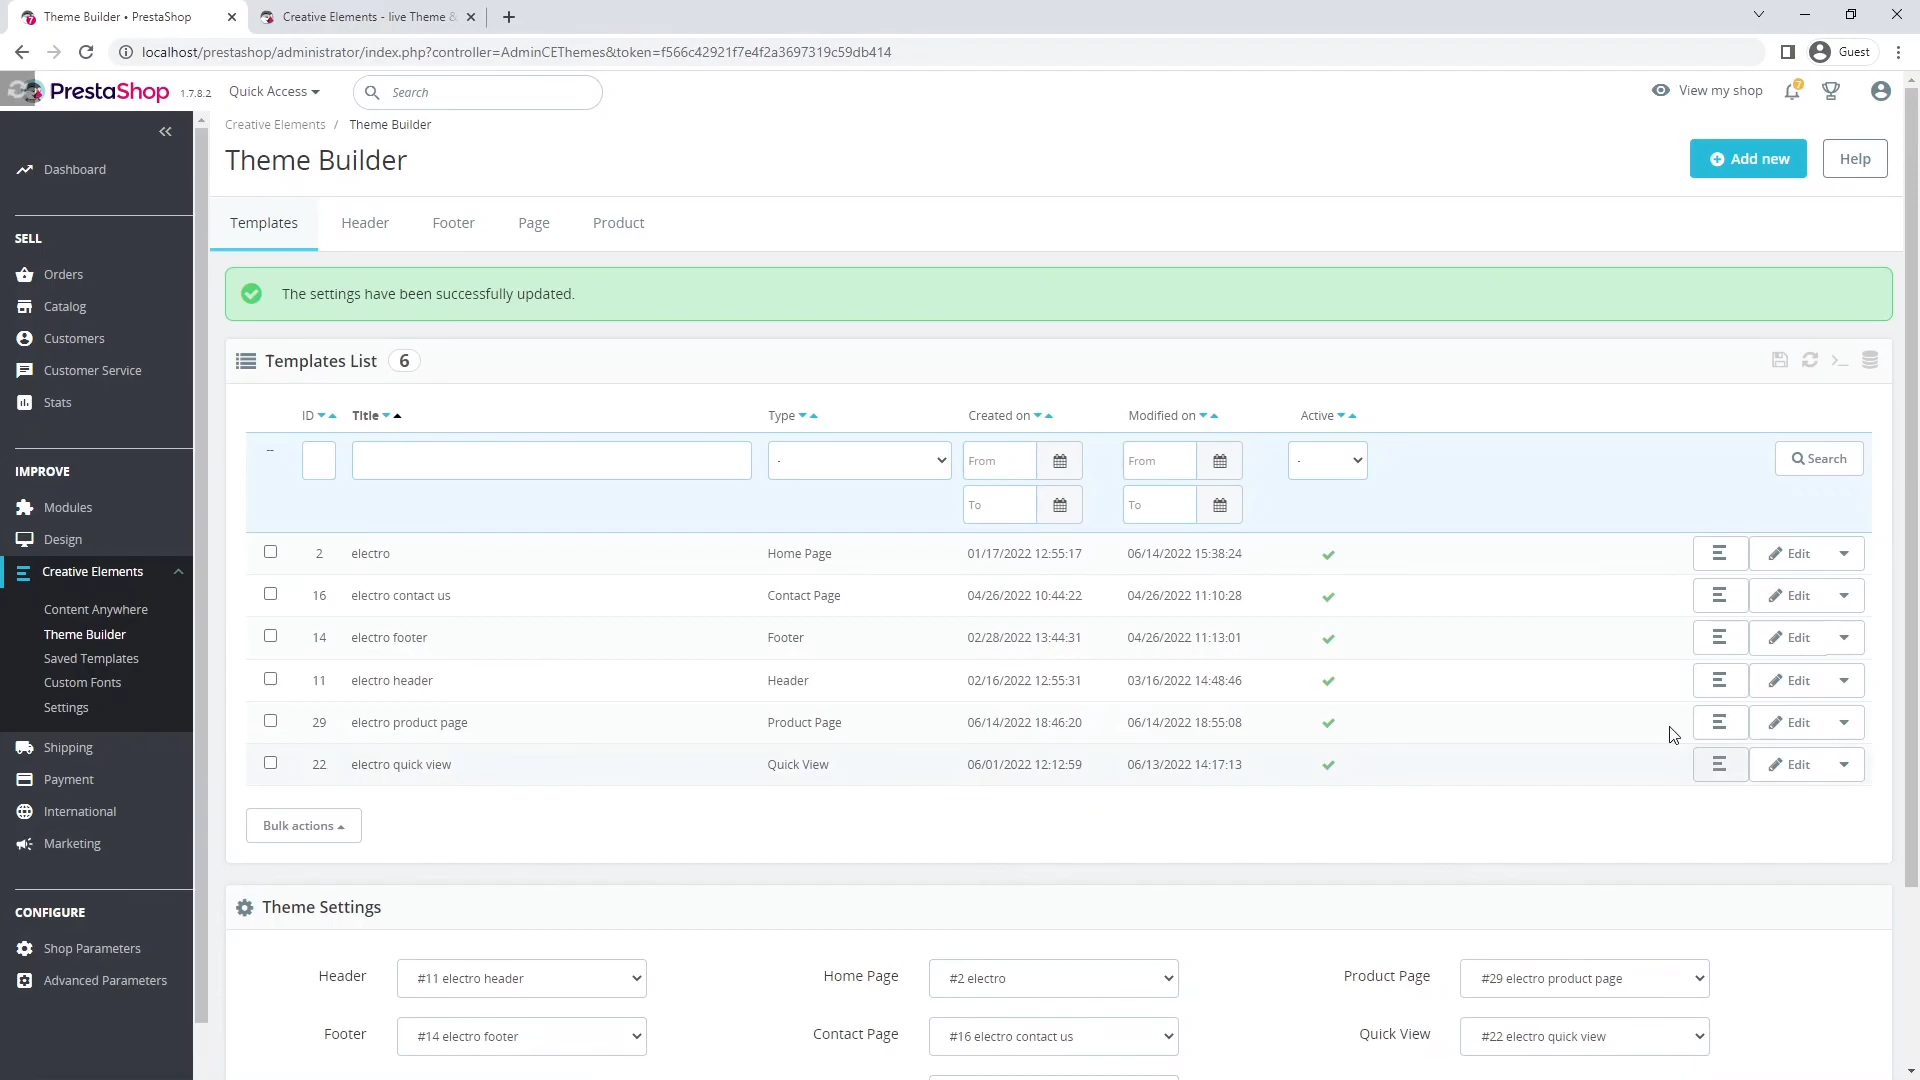 Theme Builder • PrestaShop
Creative Elements - live Theme &
localhost/prestashop/administrator/index.php?controller=AdminCEThemes&token=f566c42921f7e4f2a3697319c59db414
Guest
PrestaShop 1.7.8.2
Quick Access
Search
View my shop
7
Creative Elements / Theme Builder
Theme Builder
Add new
Help
Templates
Header
Footer
Page
Product
The settings have been successfully updated.
Dashboard
SELL
Orders
Catalog
Customers
Customer Service
Stats
IMPROVE
Modules
Design
Creative Elements
Content Anywhere
Theme Builder
Saved Templates
Custom Fonts
Settings
Shipping
Payment
International
Marketing
CONFIGURE
Shop Parameters
Advanced Parameters
Templates List 6
ID Title Type Created on Modified on Active
-- - From From - Search
To To
2 electro Home Page 01/17/2022 12:55:17 06/14/2022 15:38:24 Edit
16 electro contact us Contact Page 04/26/2022 10:44:22 04/26/2022 11:10:28 Edit
14 electro footer Footer 02/28/2022 13:44:31 04/26/2022 11:13:01 Edit
11 electro header Header 02/16/2022 12:55:31 03/16/2022 14:48:46 Edit
29 electro product page Product Page 06/14/2022 18:46:20 06/14/2022 18:55:08 Edit
22 electro quick view Quick View 06/01/2022 12:12:59 06/13/2022 14:17:13 Edit
Bulk actions
Theme Settings
Header #11 electro header Home Page #2 electro Product Page #29 electro product page
Footer #14 electro footer Contact Page #16 electro contact us Quick View #22 electro quick view